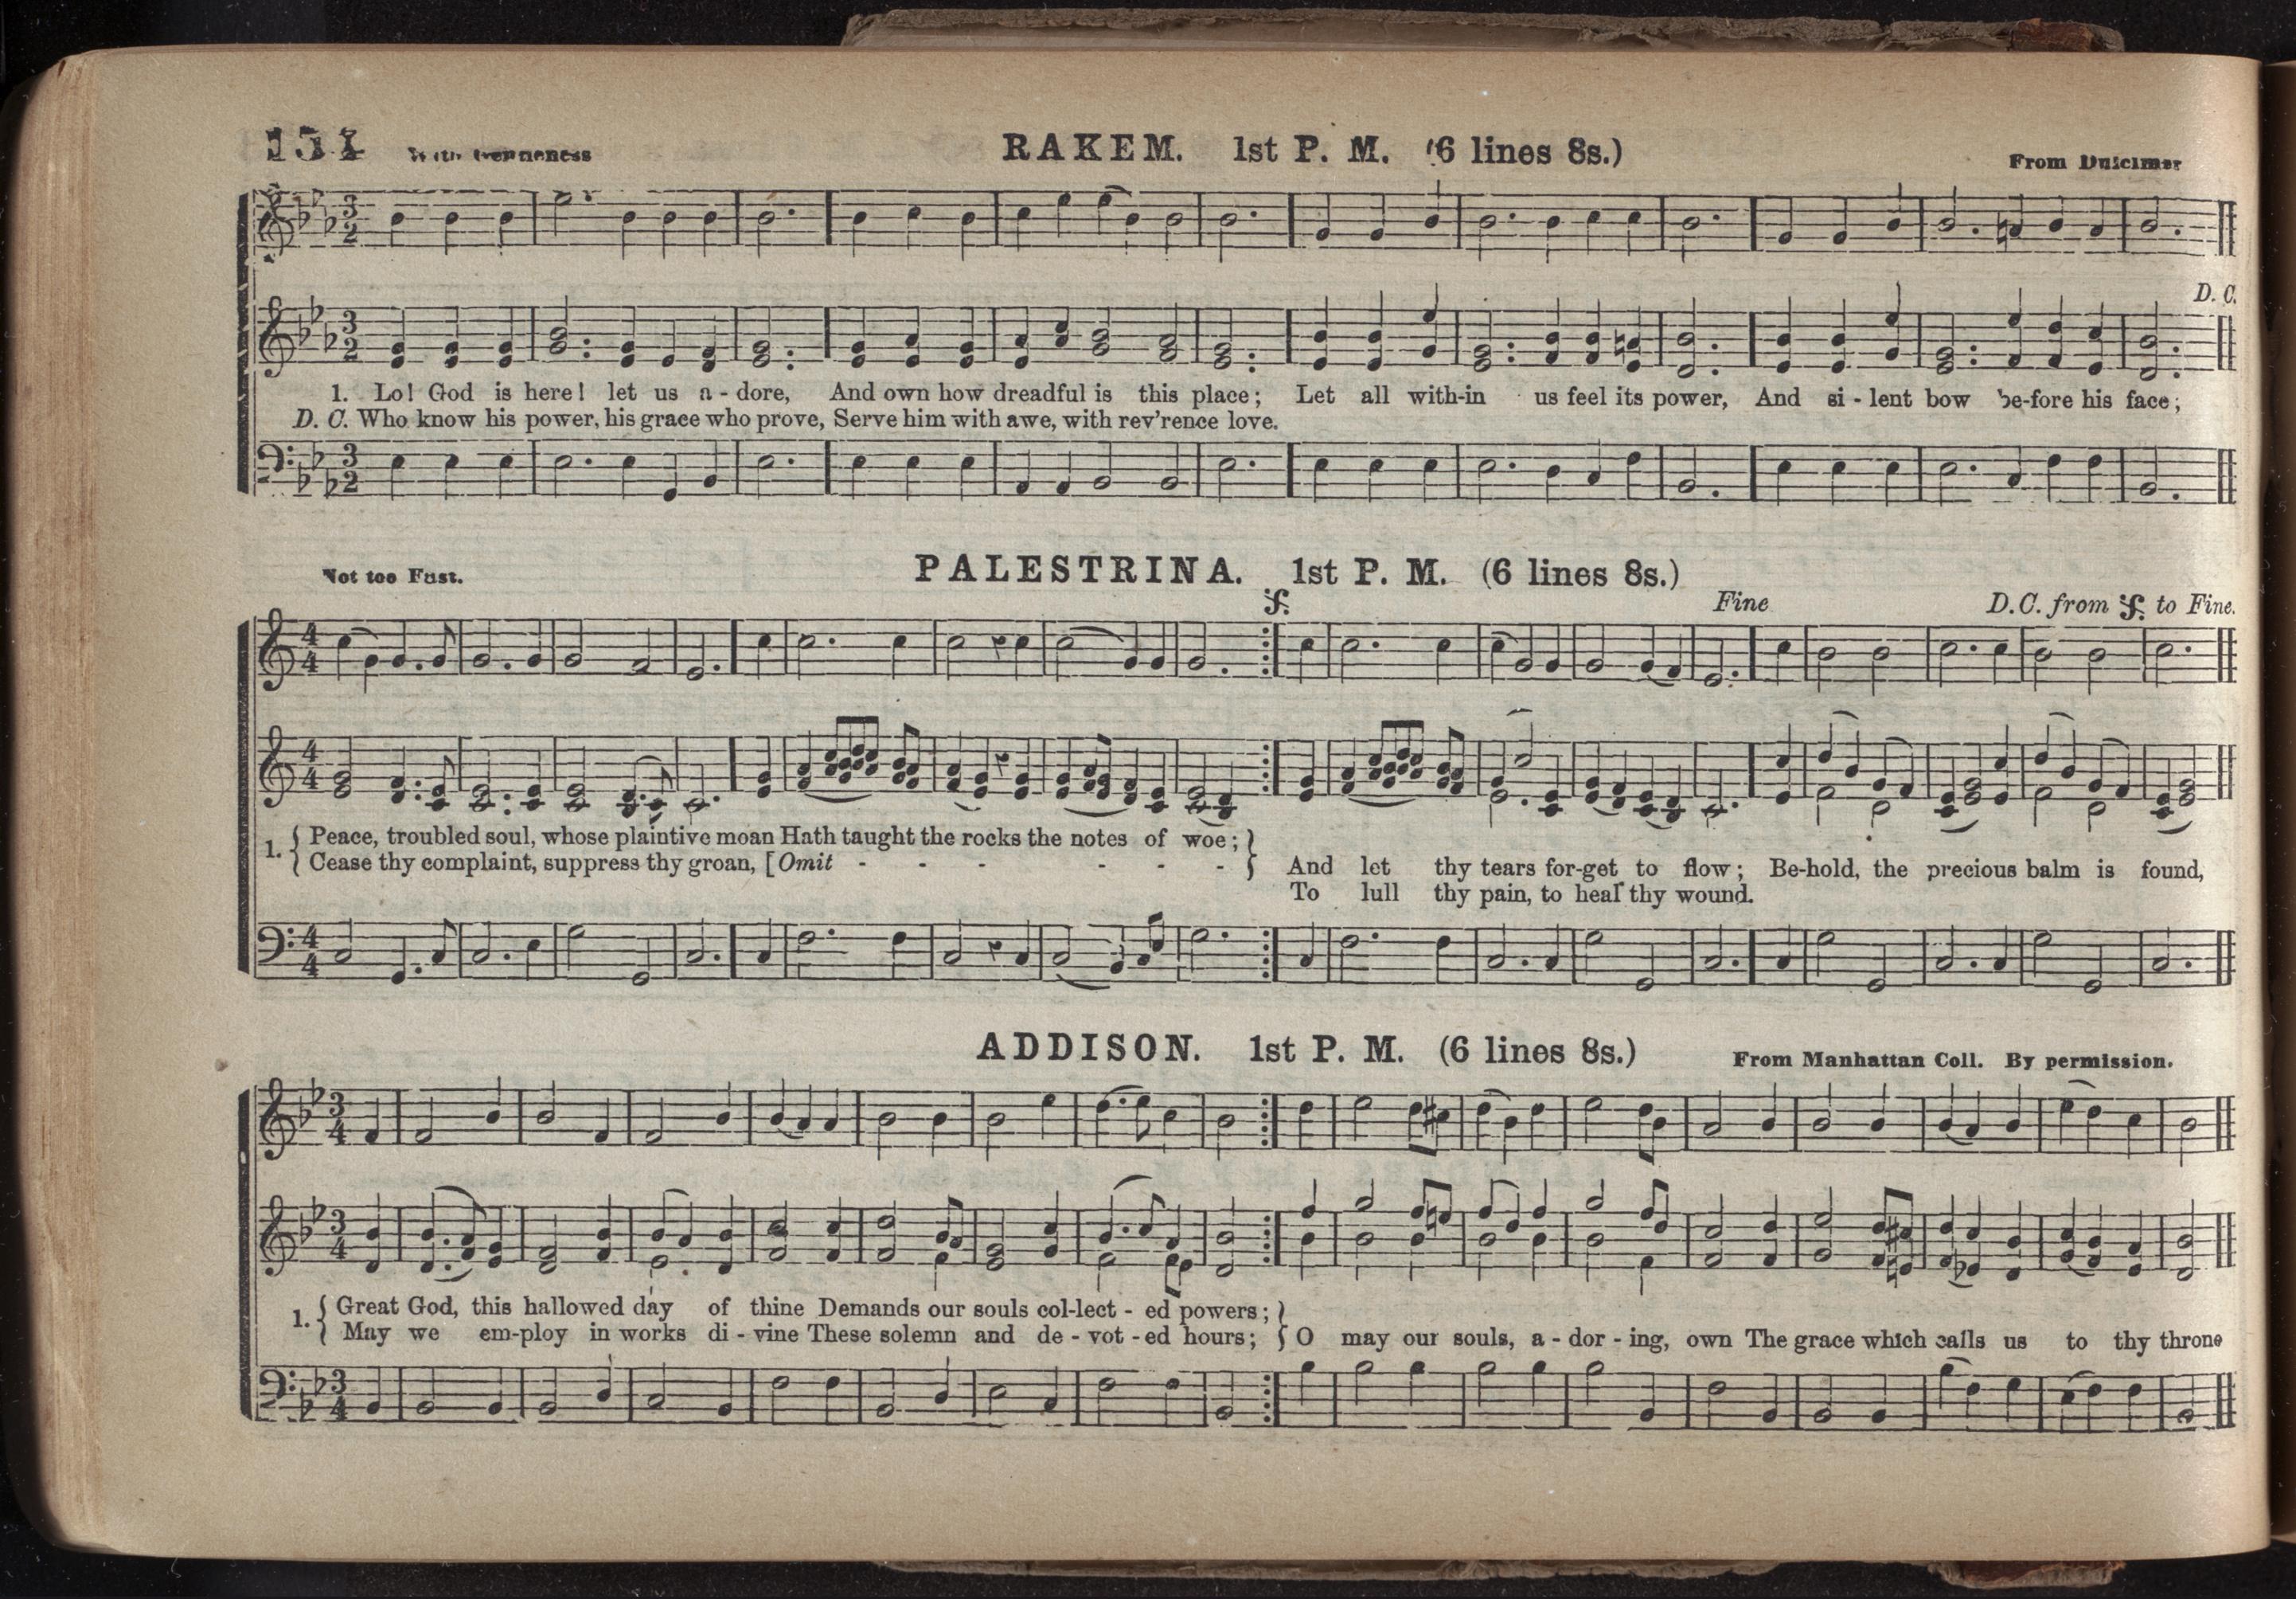 With Gentleness
RAKEM. 1st P. M. (6 lines 8s.)
From Dulcimer
D. C.
1. Lo! God is here! let us a-dore, And own how dreadful is this place; Let all with-in us feel its power, And si-lent bow be-fore his face;
D. C. Who know his power, his grace who prove, Serve him with awe, with rev'rence love.
Not too Fast.
PALESTRINA. 1st P. M. (6 lines 8s.)
Fine D.C. from 𝄋 to Fine.
1. { Peace, troubled soul, whose plaintive moan Hath taught the rocks the notes of woe; }
{ Cease thy complaint, suppress thy groan, [Omit - - - - - - } And let thy tears for-get to flow; Be-hold, the precious balm is found,
To lull thy pain, to heal thy wound.
ADDISON. 1st P. M. (6 lines 8s.)
From Manhattan Coll. By permission.
1. { Great God, this hallowed day of thine Demands our souls col-lect-ed powers; }
{ May we em-ploy in works di-vine These solemn and de-vot-ed hours; } O may our souls, a-dor-ing, own The grace which calls us to thy throne